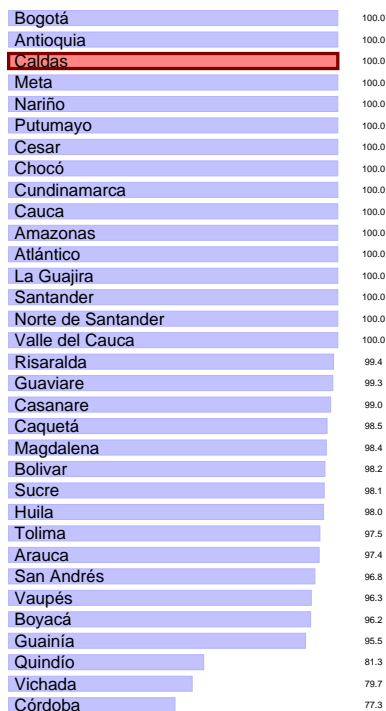 Bogotá 100.0
Antioquia 100.0
Caldas 100.0
Meta 100.0
Nariño 100.0
Putumayo 100.0
Cesar 100.0
Chocó 100.0
Cundinamarca 100.0
Cauca 100.0
Amazonas 100.0
Atlántico 100.0
La Guajira 100.0
Santander 100.0
Norte de Santander 100.0
Valle del Cauca 100.0
Risaralda 99.4
Guaviare 99.3
Casanare 99.0
Caquetá 98.5
Magdalena 98.4
Bolivar 98.2
Sucre 98.1
Huila 98.0
Tolima 97.5
Arauca 97.4
San Andrés 96.8
Vaupés 96.3
Boyacá 96.2
Guainía 95.5
Quindío 81.3
Vichada 79.7
Córdoba 77.3